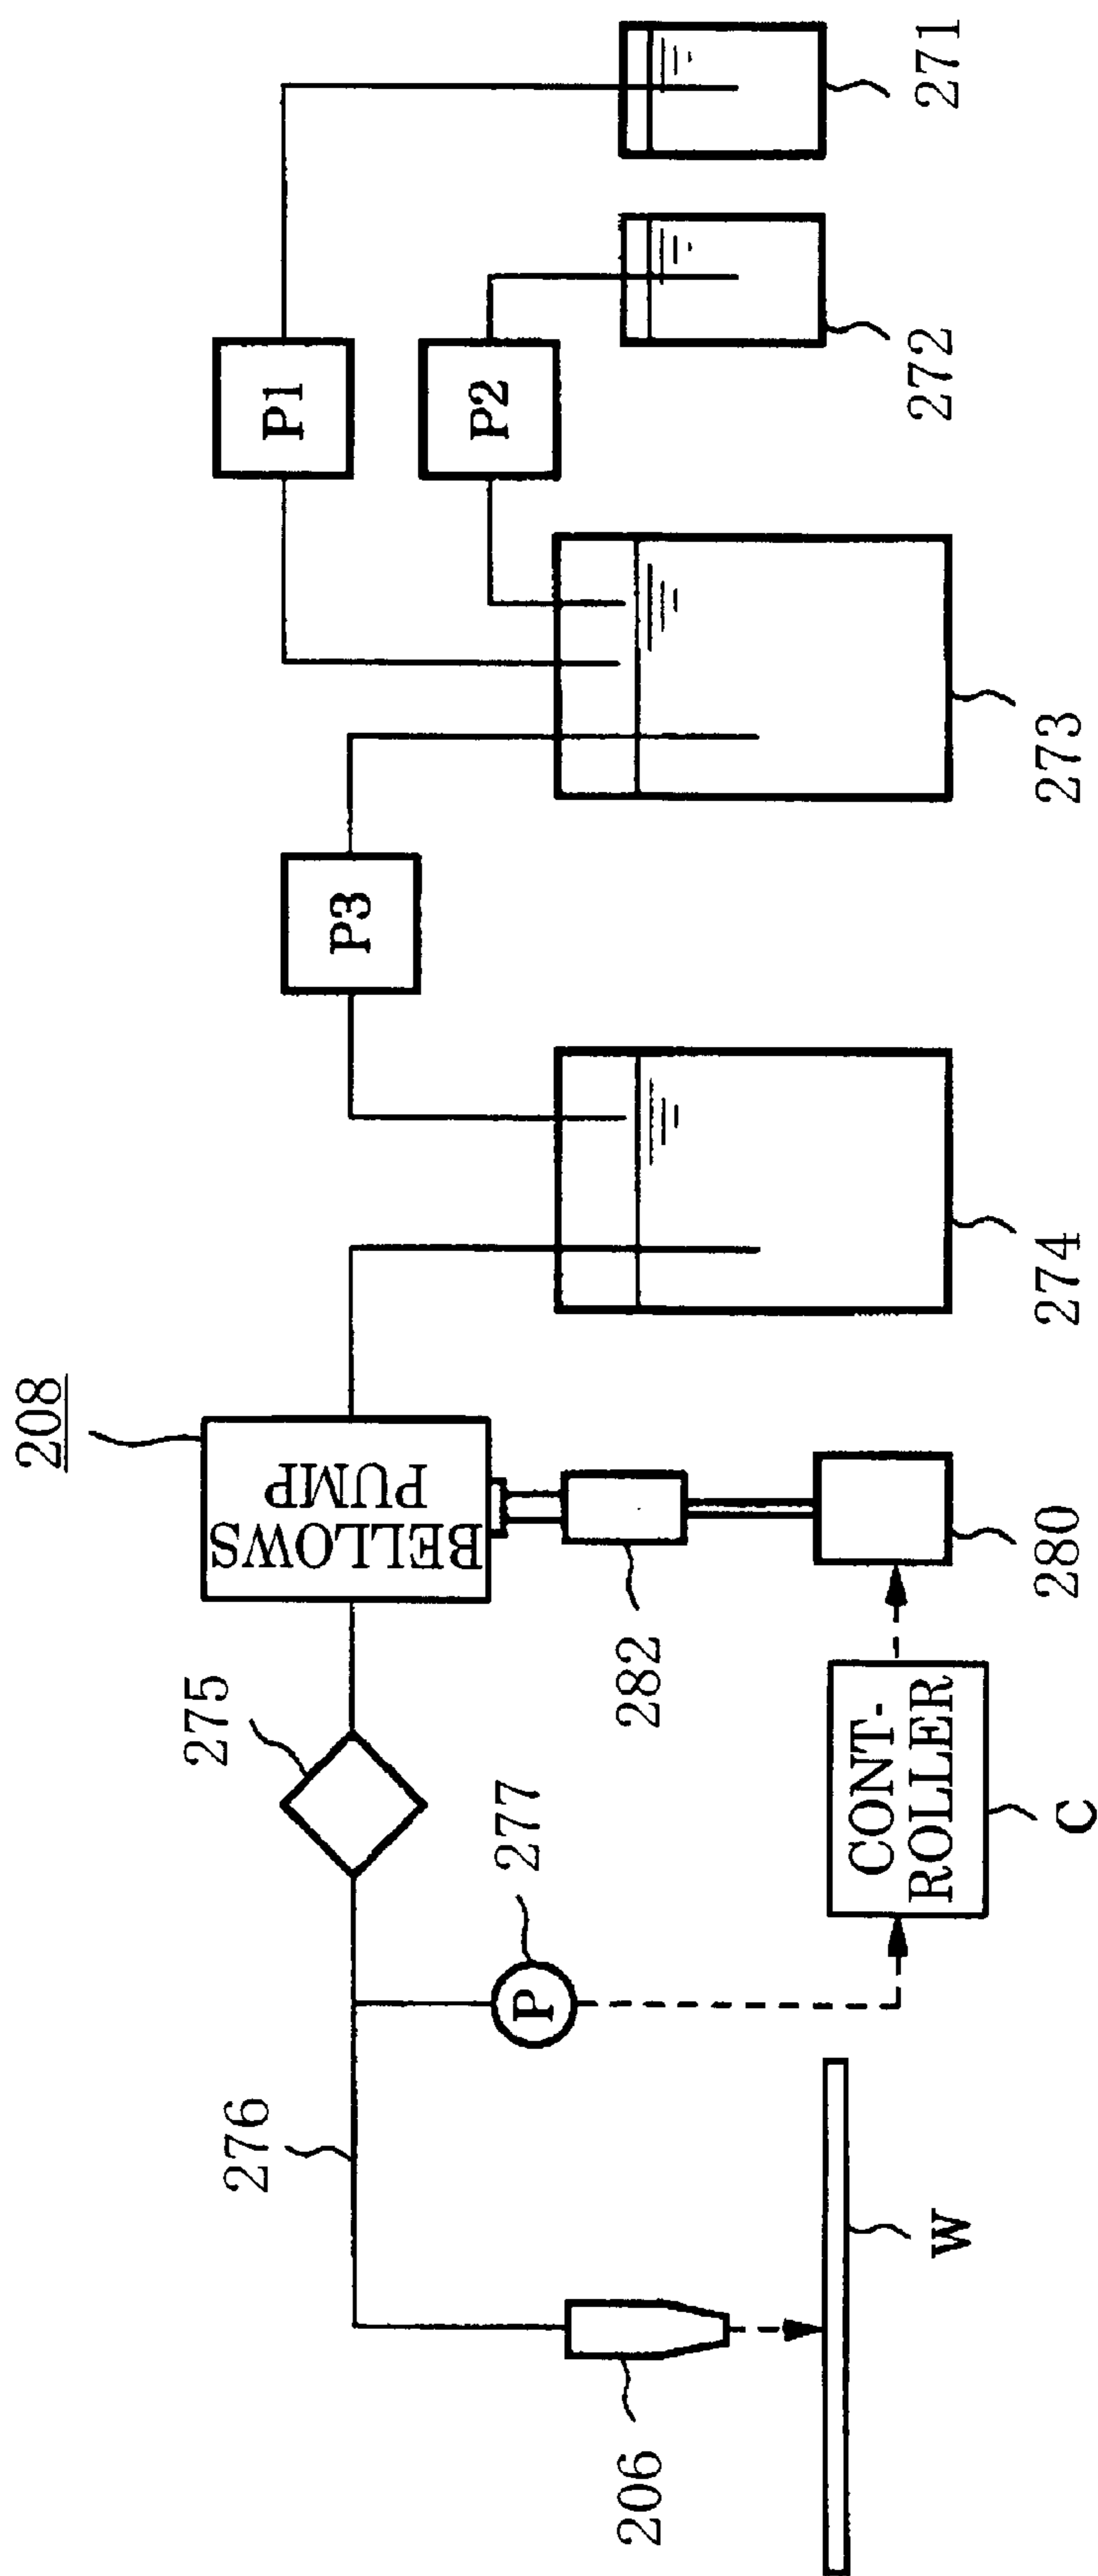 208
BELLOWS
PUMP
275
277
276
P3
P1
P2
282
280
CONT-
ROLLER
C
206
W
274
273
272
271